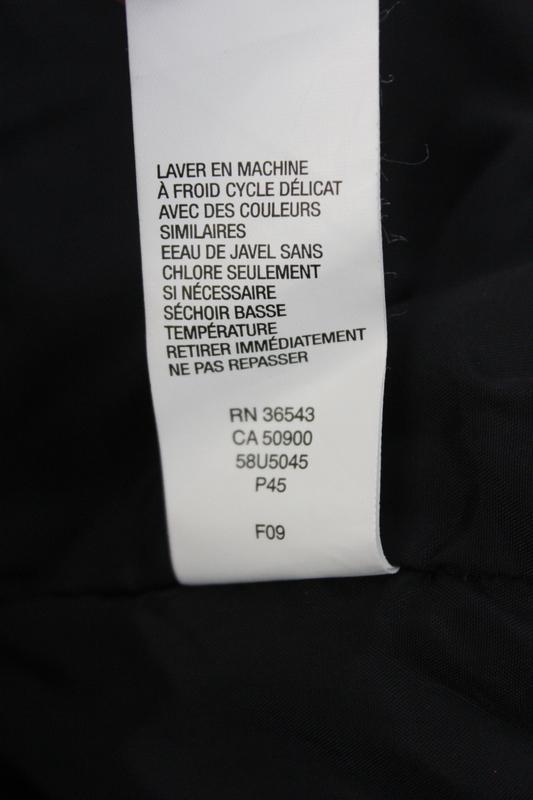 LAVER EN MACHINE
À FROID CYCLE DÉLICAT
AVEC DES COULEURS
SIMILAIRES
EEAU DE JAVEL SANS
CHLORE SEULEMENT
SI NÉCESSAIRE
SÉCHOIR BASSE
TEMPÉRATURE
RETIRER IMMÉDIATEMENT
NE PAS REPASSER
RN 36543
CA 50900
58U5045
P45
F09